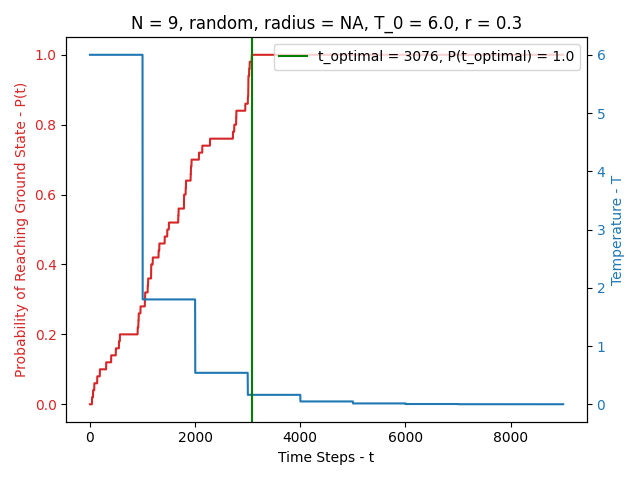 N = 9, random, radius = NA, T_0 = 6.0, r = 0.3
t_optimal = 3076, P(t_optimal) = 1.0
Probability of Reaching Ground State - P(t)
1.0
0.8
0.6
0.4
0.2
0.0
6
5
4
3
2
1
0
Temperature - T
0 2000 4000 6000 8000
Time Steps - t